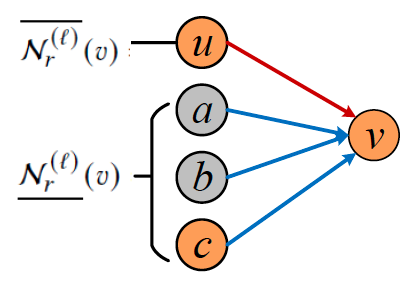 $\overline{\mathcal{N}_r^{(\ell)}}(v)$ : u
a
$\underline{\mathcal{N}_r^{(\ell)}}(v)$ b
c
v